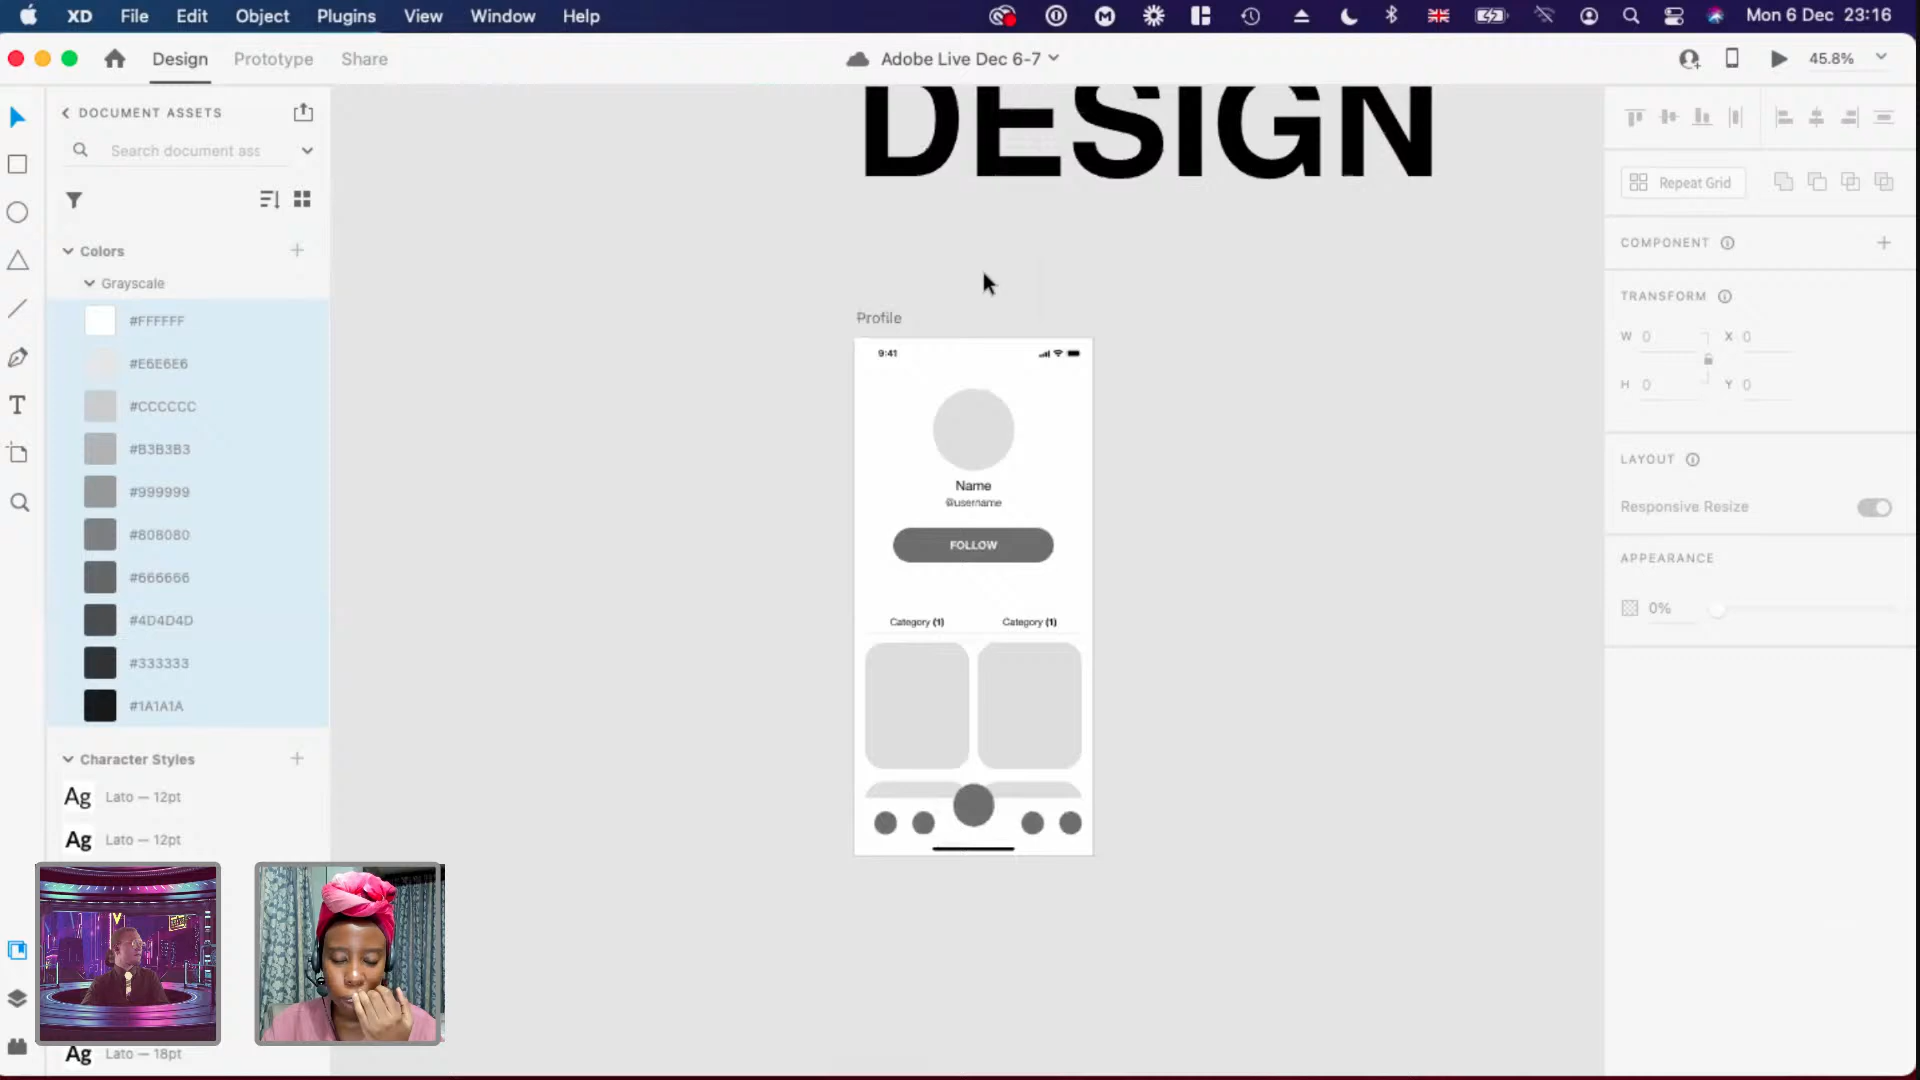 XD File Edit Object Plugins View Window Help Mon 6 Dec 23:16
Design Prototype Share Adobe Live Dec 6-7 45.8%
DOCUMENT ASSETS
Search document ass
Colors
Grayscale
#FFFFFF
#E6E6E6
#CCCCCC
#B3B3B3
#999999
#808080
#666666
#4D4D4D
#333333
#1A1A1A
Character Styles
Ag Lato — 12pt
Ag Lato — 12pt
Ag Lato — 18pt
DESIGN
Profile
9:41
Name
@username
FOLLOW
Category (1) Category (1)
Repeat Grid
COMPONENT
TRANSFORM
W 0 X 0
H 0 Y 0
LAYOUT
Responsive Resize
APPEARANCE
0%